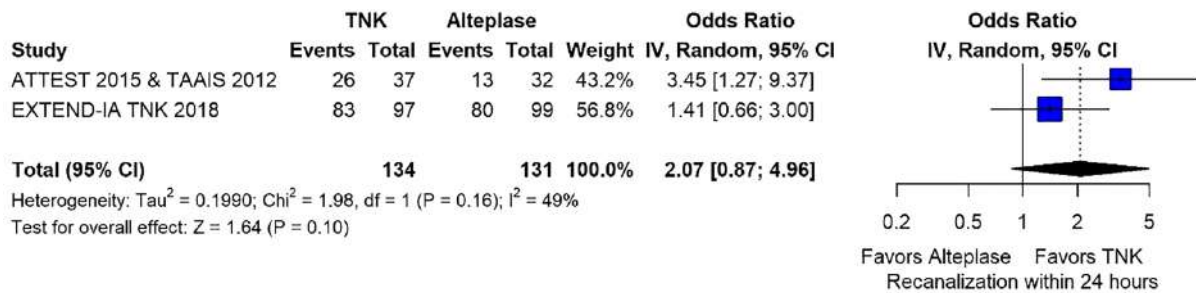 TNK Alteplase Odds Ratio Odds Ratio
Study Events Total Events Total Weight IV, Random, 95% CI IV, Random, 95% CI
ATTEST 2015 & TAAIS 2012 26 37 13 32 43.2% 3.45 [1.27; 9.37]
EXTEND-IA TNK 2018 83 97 80 99 56.8% 1.41 [0.66; 3.00]
Total (95% CI) 134 131 100.0% 2.07 [0.87; 4.96]
Heterogeneity: Tau² = 0.1990; Chi² = 1.98, df = 1 (P = 0.16); I² = 49%
Test for overall effect: Z = 1.64 (P = 0.10)
0.2 0.5 1 2 5
Favors Alteplase Favors TNK
Recanalization within 24 hours